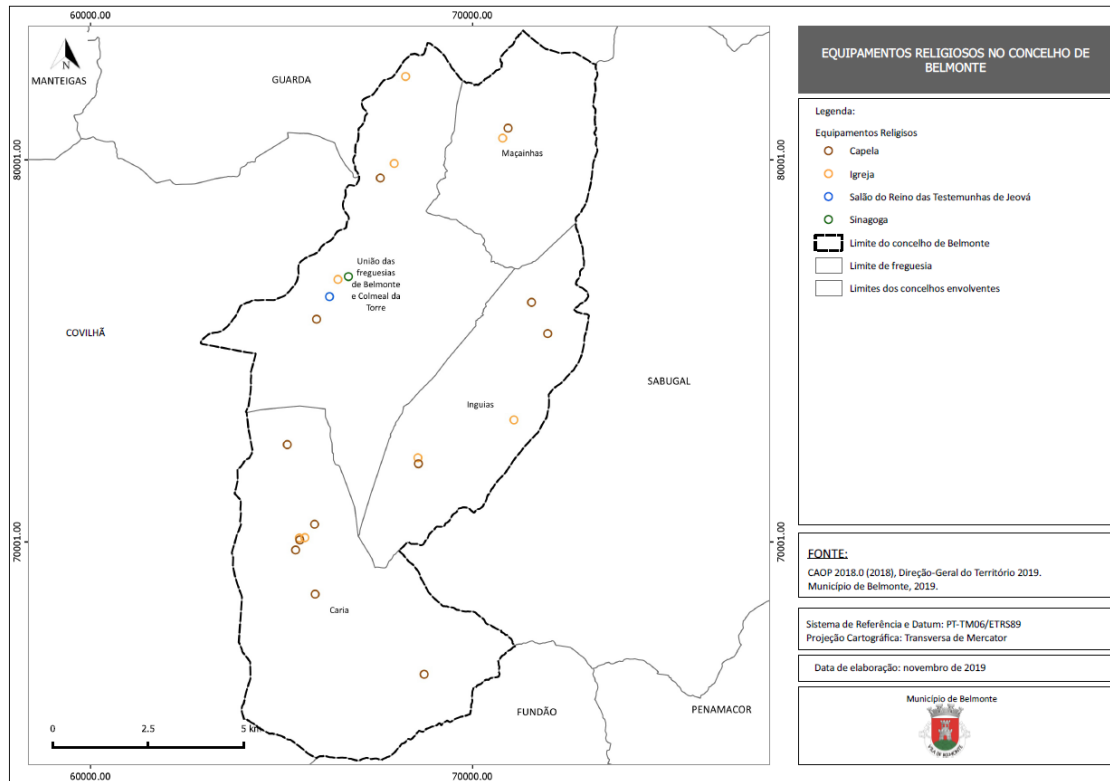 60000.00
70000.00
N
MANTEIGAS
GUARDA
Maçainhas
80001.00
80001.00
União das
freguesias
de Belmonte
e Colmeal da
Torre
COVILHÃ
SABUGAL
Inguias
70001.00
70001.00
Caria
FUNDÃO
PENAMACOR
0
2.5
5 km
60000.00
70000.00
EQUIPAMENTOS RELIGIOSOS NO CONCELHO DE
BELMONTE
Legenda:
Equipamentos Religisos
Capela
Igreja
Salão do Reino das Testemunhas de Jeová
Sinagoga
Limite do concelho de Belmonte
Limite de freguesia
Limites dos concelhos envolventes
FONTE:
CAOP 2018.0 (2018), Direção-Geral do Território 2019.
Município de Belmonte, 2019.
Sistema de Referência e Datum: PT-TM06/ETRS89
Projeção Cartográfica: Transversa de Mercator
Data de elaboração: novembro de 2019
Município de Belmonte
VILA DE BELMONTE